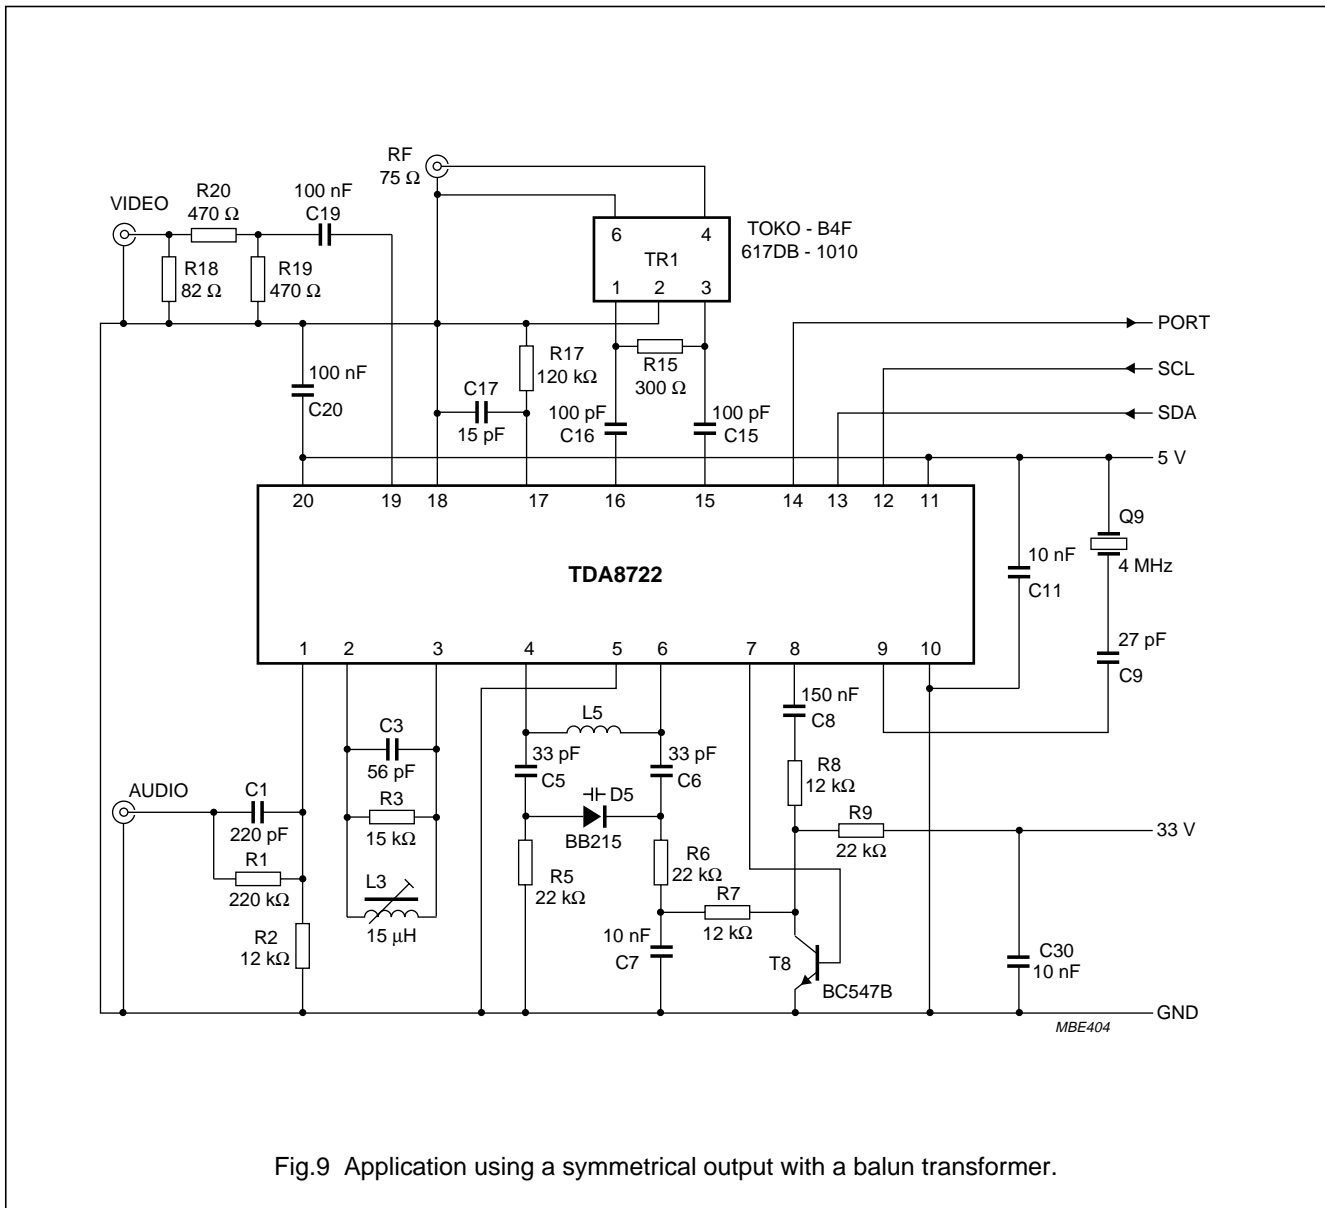 RF
75 Ω
VIDEO
R20
470 Ω
100 nF
C19
R18
82 Ω
R19
470 Ω
6
4
TR1
1
2
3
TOKO - B4F
617DB - 1010
PORT
SCL
SDA
5 V
100 nF
C20
C17
15 pF
R17
120 kΩ
R15
300 Ω
100 pF
C16
100 pF
C15
20
19
18
17
16
15
14
13
12
11
TDA8722
1
2
3
4
5
6
7
8
9
10
Q9
4 MHz
10 nF
C11
27 pF
C9
150 nF
C8
L5
C3
56 pF
33 pF
C5
33 pF
C6
R8
12 kΩ
AUDIO
C1
220 pF
R3
15 kΩ
D5
BB215
R9
22 kΩ
33 V
R1
220 kΩ
L3
15 µH
R5
22 kΩ
R6
22 kΩ
R7
12 kΩ
R2
12 kΩ
10 nF
C7
T8
BC547B
C30
10 nF
GND
MBE404
Fig.9 Application using a symmetrical output with a balun transformer.